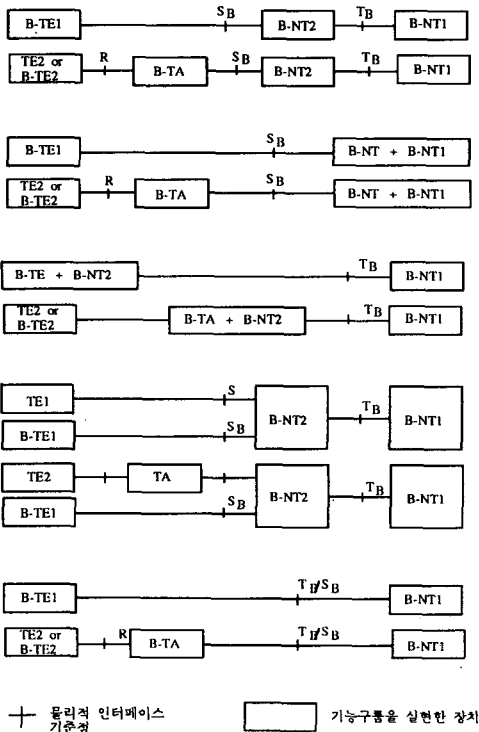 B-TE1 SB B-NT2 TB B-NT1
TE2 or B-TE2 R B-TA SB B-NT2 TB B-NT1
B-TE1 SB B-NT + B-NT1
TE2 or B-TE2 R B-TA SB B-NT + B-NT1
B-TE + B-NT2 TB B-NT1
TE2 or B-TE2 B-TA + B-NT2 TB B-NT1
TE1 S B-NT2 TB B-NT1
B-TE1 SB
TE2 TA B-NT2 TB B-NT1
B-TE1 SB
B-TE1 TB/SB B-NT1
TE2 or B-TE2 R B-TA TB/SB B-NT1
물리적 인터페이스 기준점
기능구룹을 실현한 장치